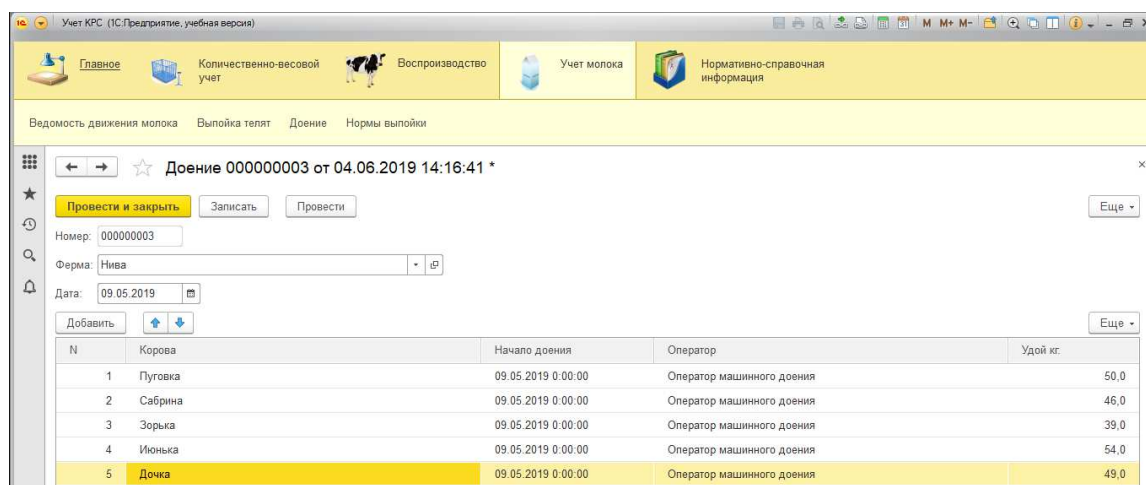 Учет КРС (1С:Предприятие, учебная версия) M M+ M-
Главное Количественно-весовой учет Воспроизводство Учет молока Нормативно-справочная информация
Ведомость движения молока Выпойка телят Доение Нормы выпойки
Доение 000000003 от 04.06.2019 14:16:41 *
Провести и закрыть Записать Провести Еще
Номер: 000000003
Ферма: Нива
Дата: 09.05.2019
Добавить Еще
N Корова Начало доения Оператор Удой кг.
1 Пуговка 09.05.2019 0:00:00 Оператор машинного доения 50,0
2 Сабрина 09.05.2019 0:00:00 Оператор машинного доения 46,0
3 Зорька 09.05.2019 0:00:00 Оператор машинного доения 39,0
4 Июнька 09.05.2019 0:00:00 Оператор машинного доения 54,0
5 Дочка 09.05.2019 0:00:00 Оператор машинного доения 49,0